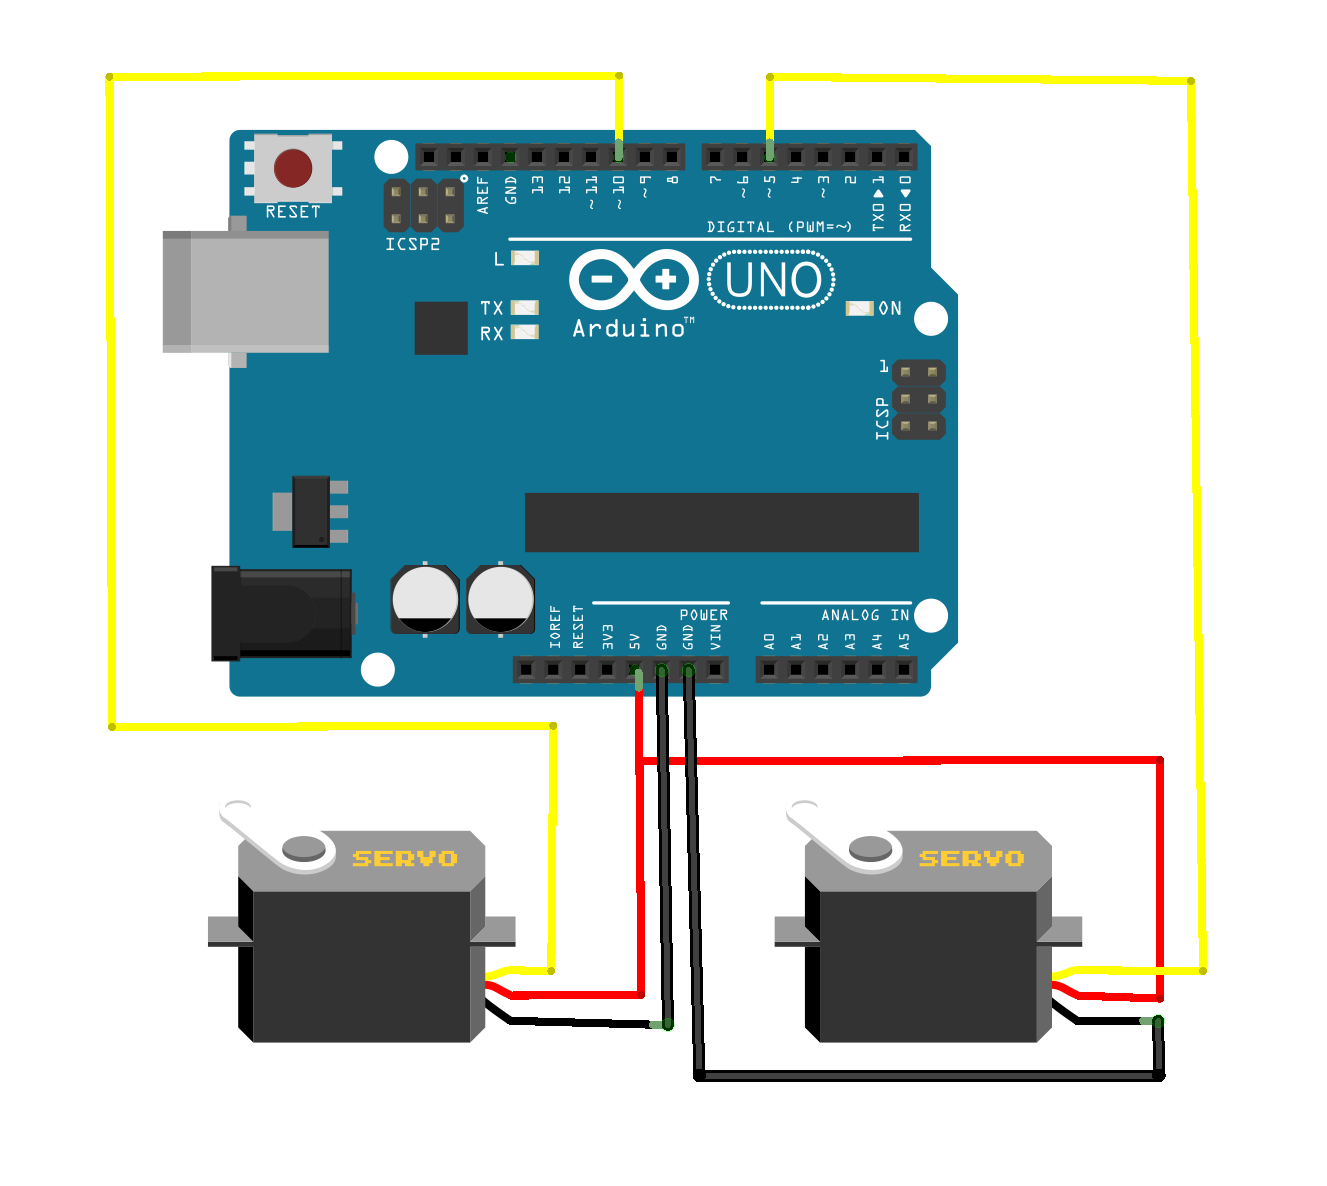 RESET
ICSP2
AREF
GND
13
12
~11
~10
~9
8
7
~6
~5
4
~3
2
TXO▶1
RXO◀0
DIGITAL (PWM=~)
L
TX
RX
UNO
ON
Arduino™
1
ICSP
POWER
ANALOG IN
IOREF
RESET
3V3
5V
GND
GND
VIN
A0
A1
A2
A3
A4
A5
SERVO
SERVO